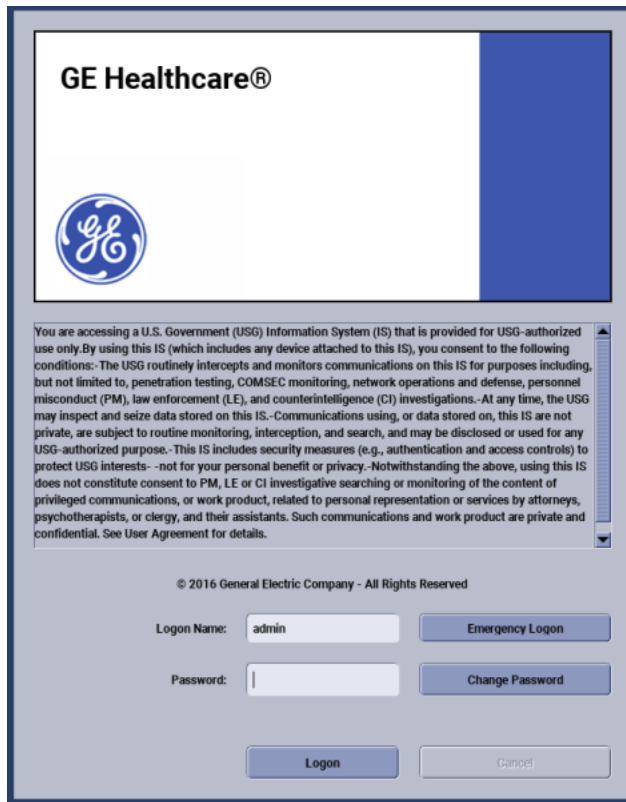 GE Healthcare®
GE
You are accessing a U.S. Government (USG) Information System (IS) that is provided for USG-authorized
use only.By using this IS (which includes any device attached to this IS), you consent to the following
conditions:-The USG routinely intercepts and monitors communications on this IS for purposes including,
but not limited to, penetration testing, COMSEC monitoring, network operations and defense, personnel
misconduct (PM), law enforcement (LE), and counterintelligence (CI) investigations.-At any time, the USG
may inspect and seize data stored on this IS.-Communications using, or data stored on, this IS are not
private, are subject to routine monitoring, interception, and search, and may be disclosed or used for any
USG-authorized purpose.-This IS includes security measures (e.g., authentication and access controls) to
protect USG interests- -not for your personal benefit or privacy.-Notwithstanding the above, using this IS
does not constitute consent to PM, LE or CI investigative searching or monitoring of the content of
privileged communications, or work product, related to personal representation or services by attorneys,
psychotherapists, or clergy, and their assistants. Such communications and work product are private and
confidential. See User Agreement for details.
© 2016 General Electric Company - All Rights Reserved
Logon Name: admin Emergency Logon
Password: Change Password
Logon Cancel